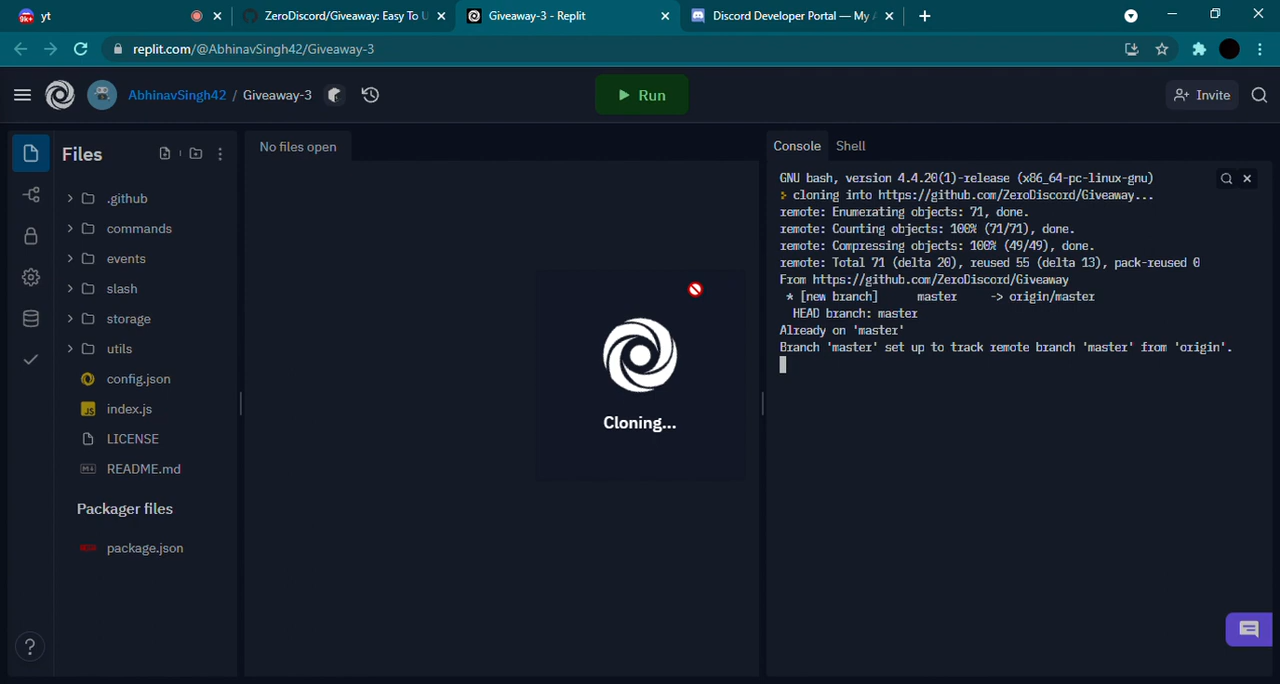 9k+ yt
ZeroDiscord/Giveaway: Easy To U
Giveaway-3 - Replit
Discord Developer Portal — My A
replit.com/@AbhinavSingh42/Giveaway-3
AbhinavSingh42 / Giveaway-3
Run
Invite
Files
No files open
Console
Shell
.github
commands
events
slash
storage
utils
config.json
JS index.js
LICENSE
README.md
Packager files
package.json
Cloning...
GNU bash, version 4.4.20(1)-release (x86_64-pc-linux-gnu)
cloning into https://github.com/ZeroDiscord/Giveaway...
remote: Enumerating objects: 71, done.
remote: Counting objects: 100% (71/71), done.
remote: Compressing objects: 100% (49/49), done.
remote: Total 71 (delta 20), reused 55 (delta 13), pack-reused 0
From https://github.com/ZeroDiscord/Giveaway
* [new branch] master -> origin/master
HEAD branch: master
Already on 'master'
Branch 'master' set up to track remote branch 'master' from 'origin'.
?